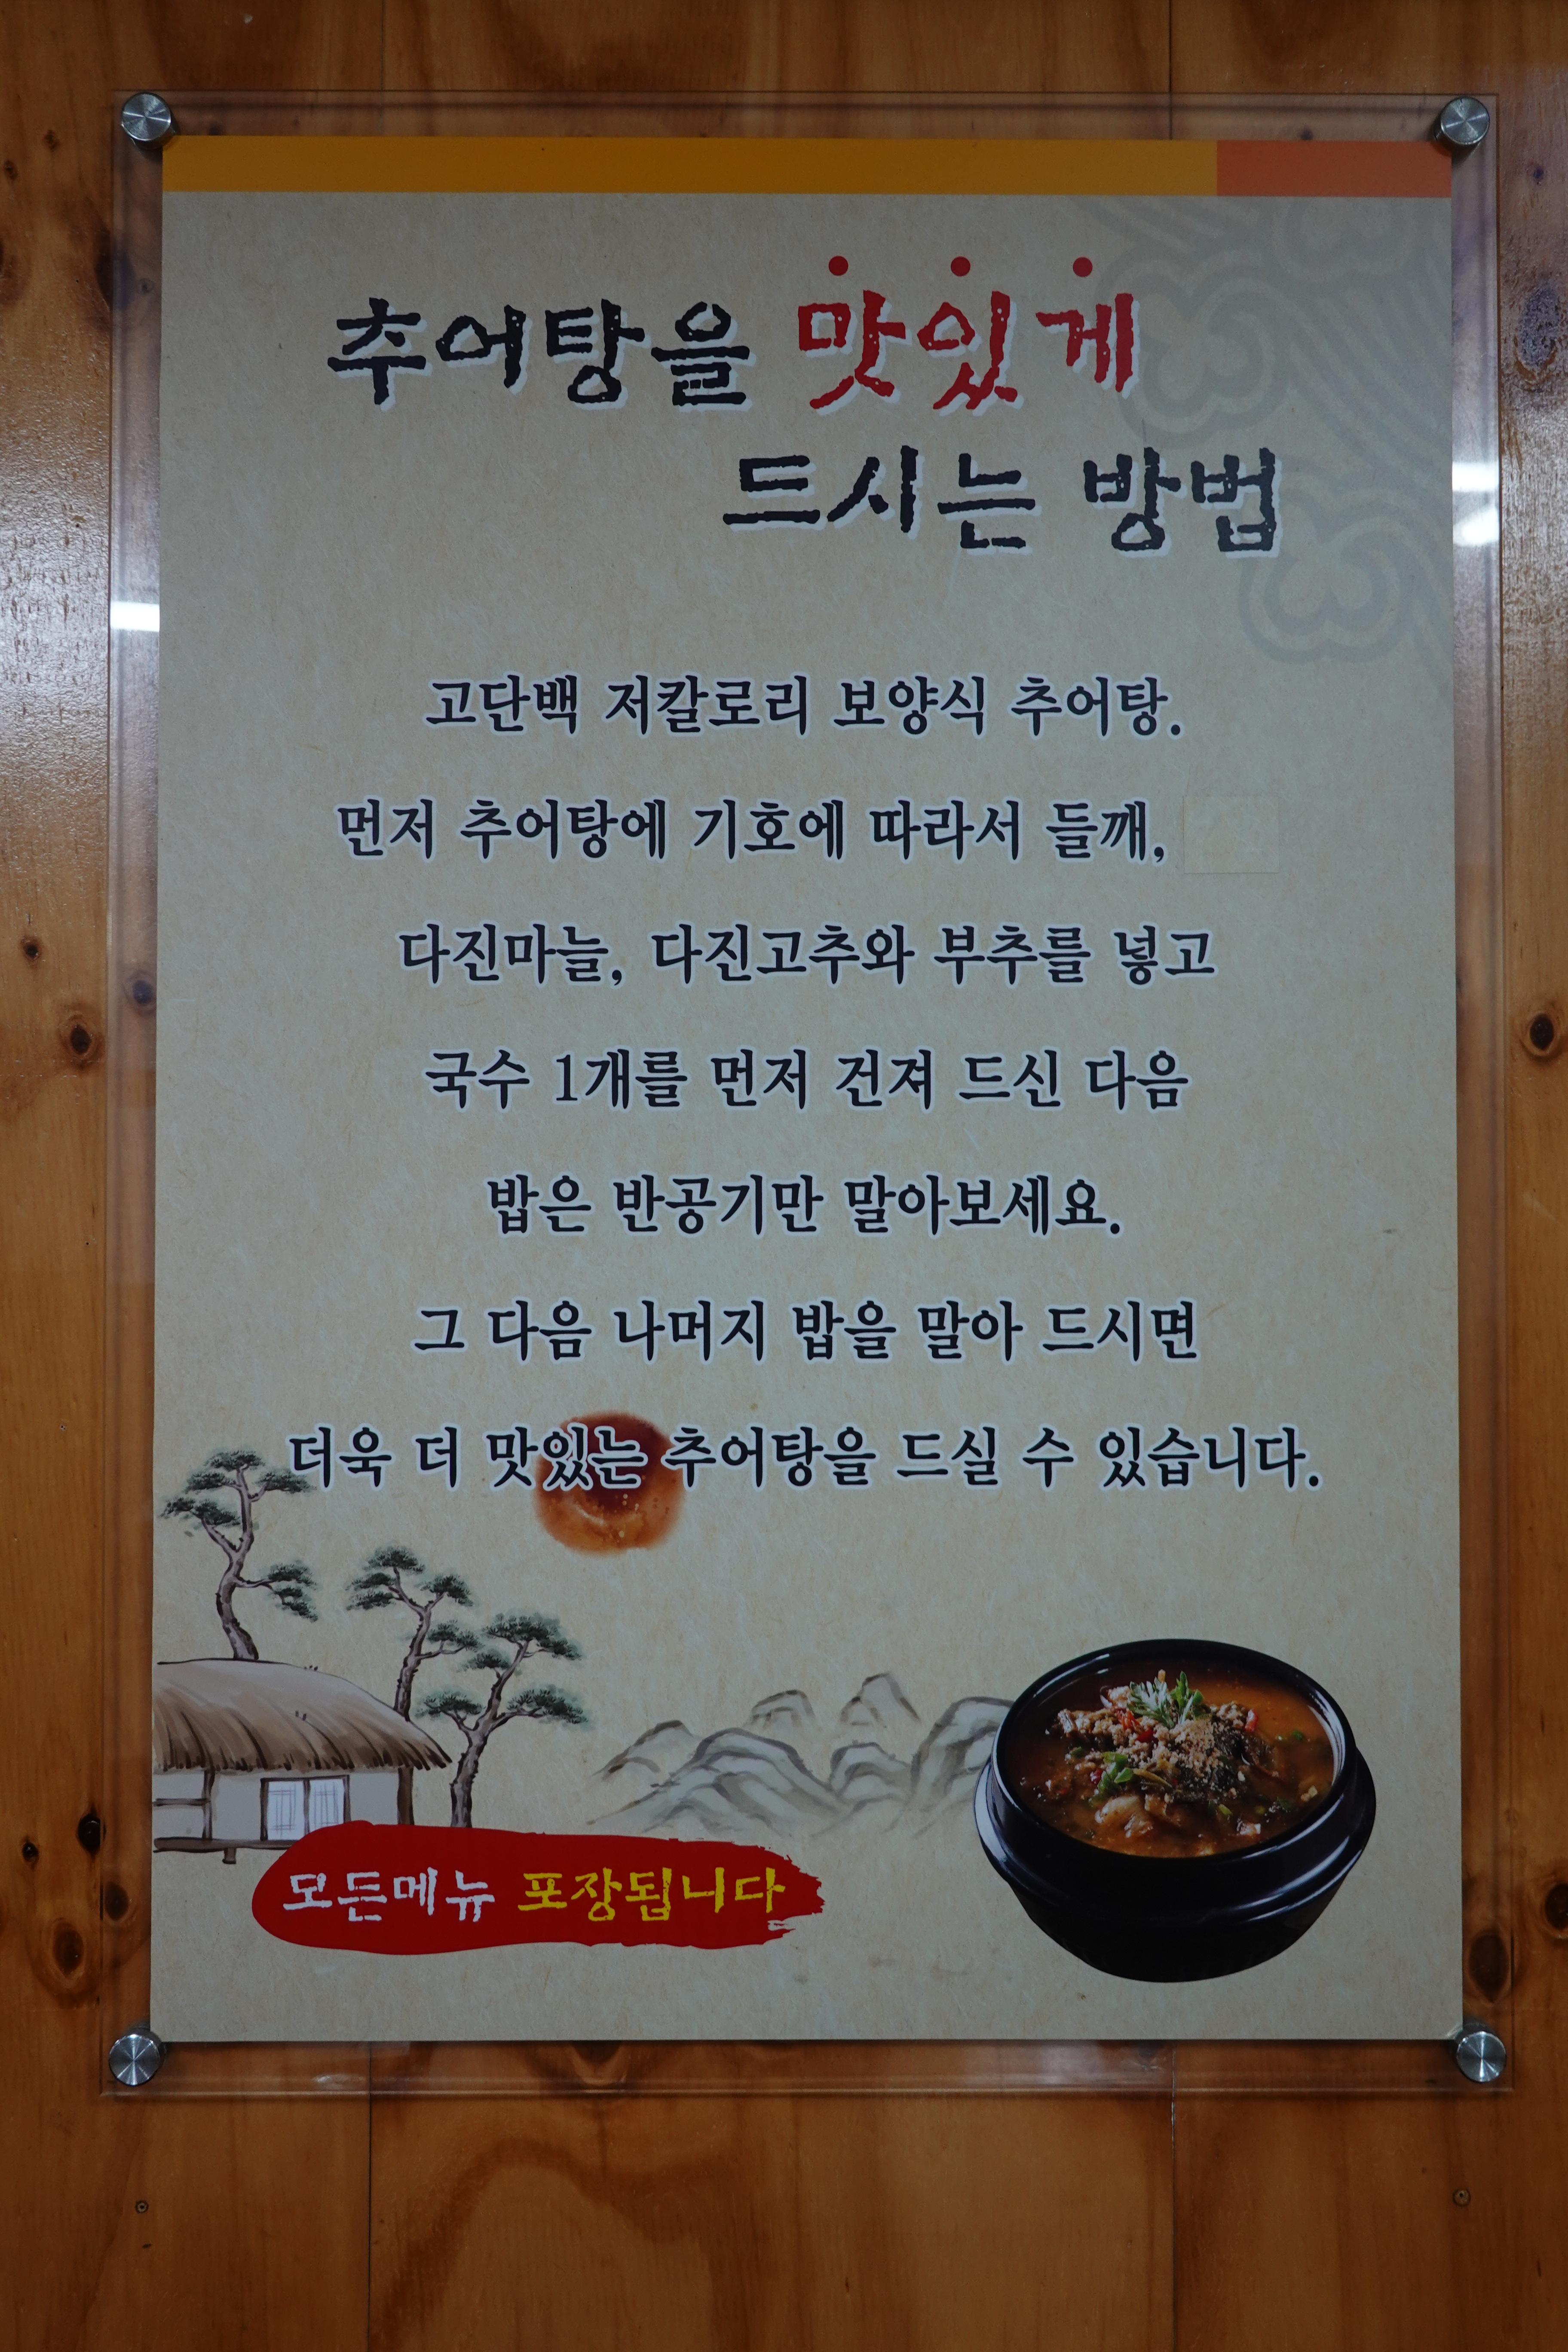 추어탕을 맛있게
드시는 방법
고단백 저칼로리 보양식 추어탕.
먼저 추어탕에 기호에 따라서 들깨,
다진마늘, 다진고추와 부추를 넣고
국수 1개를 먼저 건져 드신 다음
밥은 반공기만 말아보세요.
그 다음 나머지 밥을 말아 드시면
더욱 더 맛있는 추어탕을 드실 수 있습니다.
모든메뉴 포장됩니다